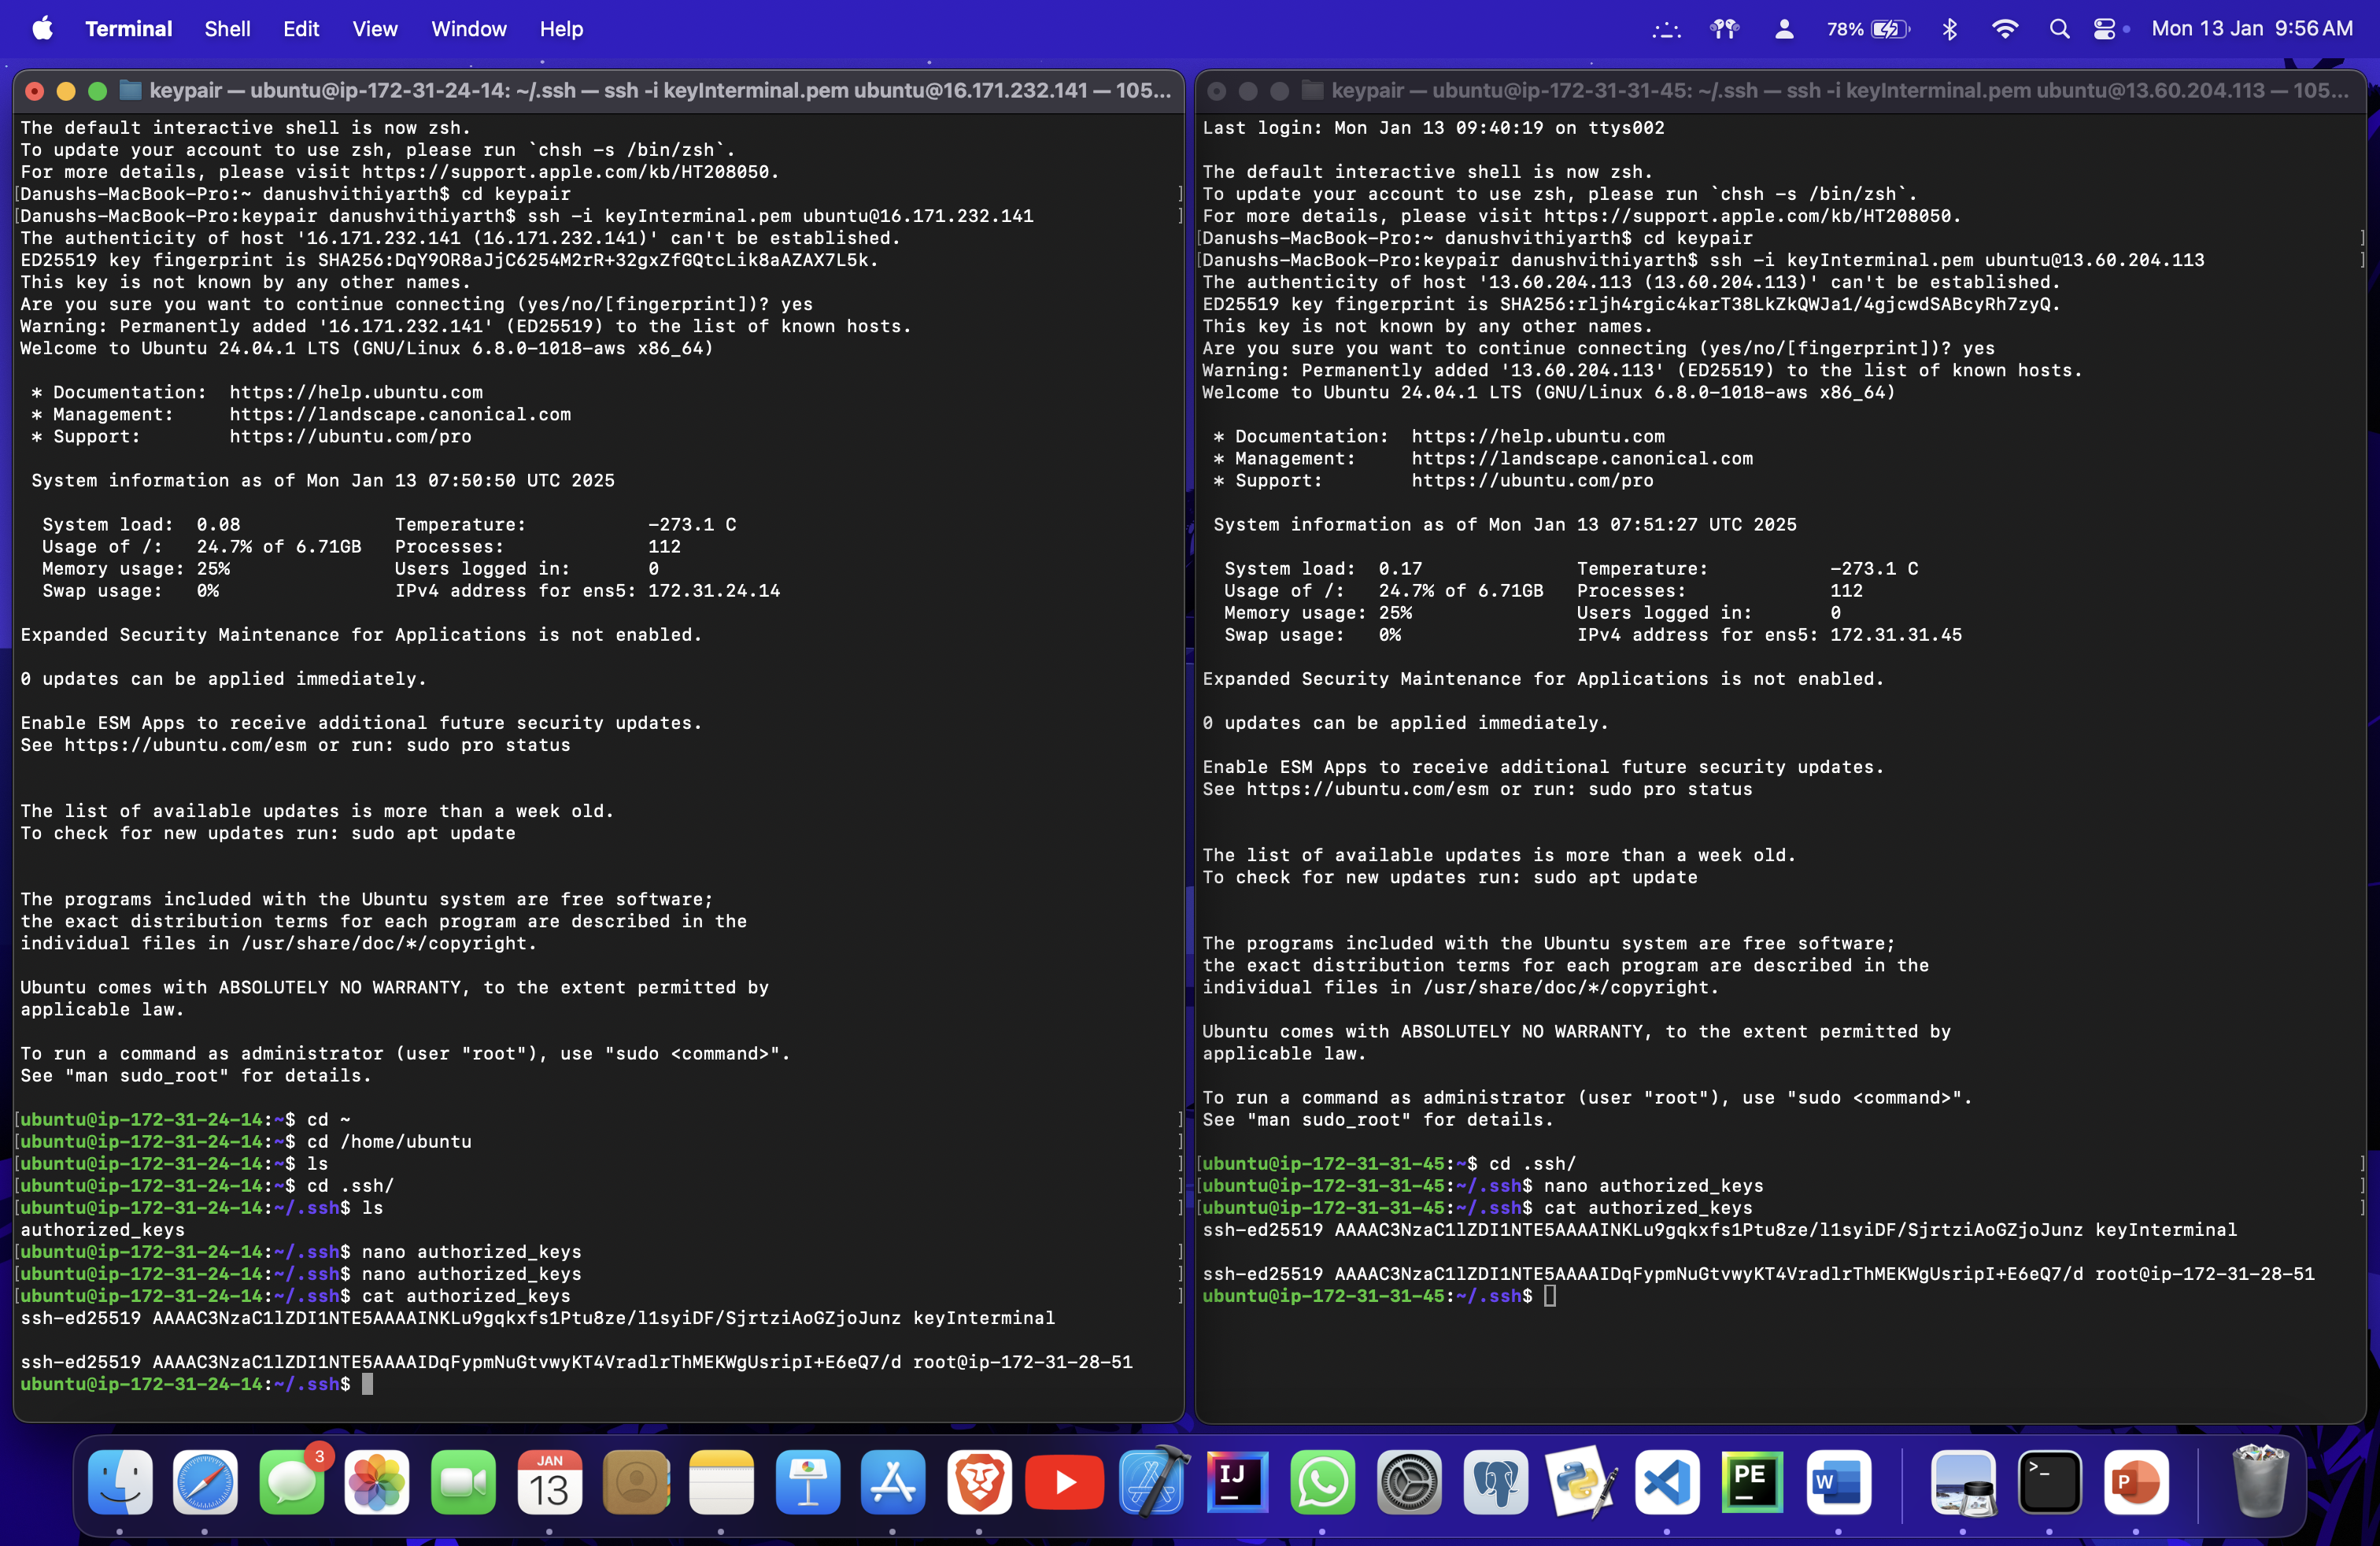 Terminal Shell Edit View Window Help
78% Mon 13 Jan 9:56 AM
keypair — ubuntu@ip-172-31-24-14: ~/.ssh — ssh -i keyInterminal.pem ubuntu@16.171.232.141 — 105...
The default interactive shell is now zsh.
To update your account to use zsh, please run `chsh -s /bin/zsh`.
For more details, please visit https://support.apple.com/kb/HT208050.
[Danushs-MacBook-Pro:~ danushvithiyarth$ cd keypair ]
[Danushs-MacBook-Pro:keypair danushvithiyarth$ ssh -i keyInterminal.pem ubuntu@16.171.232.141 ]
The authenticity of host '16.171.232.141 (16.171.232.141)' can't be established.
ED25519 key fingerprint is SHA256:DqY9OR8aJjC6254M2rR+32gxZfGQtcLik8aAZAX7L5k.
This key is not known by any other names.
Are you sure you want to continue connecting (yes/no/[fingerprint])? yes
Warning: Permanently added '16.171.232.141' (ED25519) to the list of known hosts.
Welcome to Ubuntu 24.04.1 LTS (GNU/Linux 6.8.0-1018-aws x86_64)
* Documentation: https://help.ubuntu.com
* Management: https://landscape.canonical.com
* Support: https://ubuntu.com/pro
System information as of Mon Jan 13 07:50:50 UTC 2025
System load: 0.08 Temperature: -273.1 C
Usage of /: 24.7% of 6.71GB Processes: 112
Memory usage: 25% Users logged in: 0
Swap usage: 0% IPv4 address for ens5: 172.31.24.14
Expanded Security Maintenance for Applications is not enabled.
0 updates can be applied immediately.
Enable ESM Apps to receive additional future security updates.
See https://ubuntu.com/esm or run: sudo pro status
The list of available updates is more than a week old.
To check for new updates run: sudo apt update
The programs included with the Ubuntu system are free software;
the exact distribution terms for each program are described in the
individual files in /usr/share/doc/*/copyright.
Ubuntu comes with ABSOLUTELY NO WARRANTY, to the extent permitted by
applicable law.
To run a command as administrator (user "root"), use "sudo <command>".
See "man sudo_root" for details.
[ubuntu@ip-172-31-24-14:~$ cd ~ ]
[ubuntu@ip-172-31-24-14:~$ cd /home/ubuntu ]
[ubuntu@ip-172-31-24-14:~$ ls ]
[ubuntu@ip-172-31-24-14:~$ cd .ssh/ ]
[ubuntu@ip-172-31-24-14:~/.ssh$ ls ]
authorized_keys
[ubuntu@ip-172-31-24-14:~/.ssh$ nano authorized_keys ]
[ubuntu@ip-172-31-24-14:~/.ssh$ nano authorized_keys ]
[ubuntu@ip-172-31-24-14:~/.ssh$ cat authorized_keys ]
ssh-ed25519 AAAAC3NzaC1lZDI1NTE5AAAAINKLu9gqkxfs1Ptu8ze/l1syiDF/SjrtziAoGZjoJunz keyInterminal
ssh-ed25519 AAAAC3NzaC1lZDI1NTE5AAAAIDqFypmNuGtvwyKT4VradlrThMEKWgUsripI+E6eQ7/d root@ip-172-31-28-51
ubuntu@ip-172-31-24-14:~/.ssh$
keypair — ubuntu@ip-172-31-31-45: ~/.ssh — ssh -i keyInterminal.pem ubuntu@13.60.204.113 — 105...
Last login: Mon Jan 13 09:40:19 on ttys002
The default interactive shell is now zsh.
To update your account to use zsh, please run `chsh -s /bin/zsh`.
For more details, please visit https://support.apple.com/kb/HT208050.
[Danushs-MacBook-Pro:~ danushvithiyarth$ cd keypair ]
[Danushs-MacBook-Pro:keypair danushvithiyarth$ ssh -i keyInterminal.pem ubuntu@13.60.204.113 ]
The authenticity of host '13.60.204.113 (13.60.204.113)' can't be established.
ED25519 key fingerprint is SHA256:rljh4rgic4karT38LkZkQWJa1/4gjcwdSABcyRh7zyQ.
This key is not known by any other names.
Are you sure you want to continue connecting (yes/no/[fingerprint])? yes
Warning: Permanently added '13.60.204.113' (ED25519) to the list of known hosts.
Welcome to Ubuntu 24.04.1 LTS (GNU/Linux 6.8.0-1018-aws x86_64)
* Documentation: https://help.ubuntu.com
* Management: https://landscape.canonical.com
* Support: https://ubuntu.com/pro
System information as of Mon Jan 13 07:51:27 UTC 2025
System load: 0.17 Temperature: -273.1 C
Usage of /: 24.7% of 6.71GB Processes: 112
Memory usage: 25% Users logged in: 0
Swap usage: 0% IPv4 address for ens5: 172.31.31.45
Expanded Security Maintenance for Applications is not enabled.
0 updates can be applied immediately.
Enable ESM Apps to receive additional future security updates.
See https://ubuntu.com/esm or run: sudo pro status
The list of available updates is more than a week old.
To check for new updates run: sudo apt update
The programs included with the Ubuntu system are free software;
the exact distribution terms for each program are described in the
individual files in /usr/share/doc/*/copyright.
Ubuntu comes with ABSOLUTELY NO WARRANTY, to the extent permitted by
applicable law.
To run a command as administrator (user "root"), use "sudo <command>".
See "man sudo_root" for details.
[ubuntu@ip-172-31-31-45:~$ cd .ssh/ ]
[ubuntu@ip-172-31-31-45:~/.ssh$ nano authorized_keys ]
[ubuntu@ip-172-31-31-45:~/.ssh$ cat authorized_keys ]
ssh-ed25519 AAAAC3NzaC1lZDI1NTE5AAAAINKLu9gqkxfs1Ptu8ze/l1syiDF/SjrtziAoGZjoJunz keyInterminal
ssh-ed25519 AAAAC3NzaC1lZDI1NTE5AAAAIDqFypmNuGtvwyKT4VradlrThMEKWgUsripI+E6eQ7/d root@ip-172-31-28-51
ubuntu@ip-172-31-31-45:~/.ssh$
3
JAN
13
IJ
PE
W
>_
P